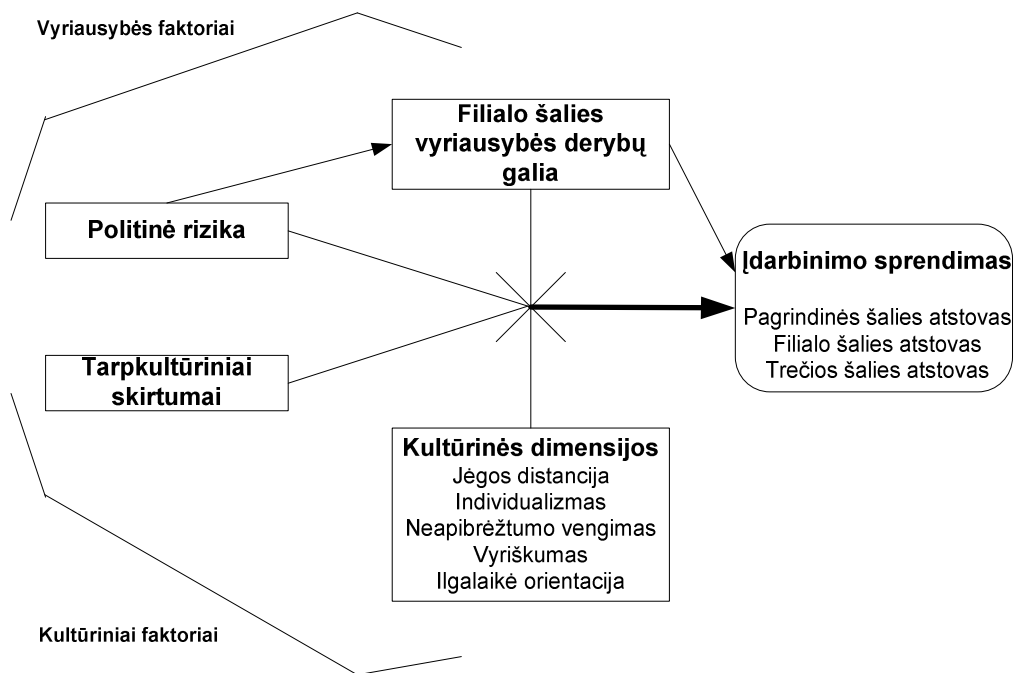 Vyriausybės faktoriai
Filialo šalies
vyriausybės derybų
galia
Politinė rizika
Įdarbinimo sprendimas
Pagrindinės šalies atstovas
Filialo šalies atstovas
Trečios šalies atstovas
Tarpkultūriniai
skirtumai
Kultūrinės dimensijos
Jėgos distancija
Individualizmas
Neapibrėžtumo vengimas
Vyriškumas
Ilgalaikė orientacija
Kultūriniai faktoriai